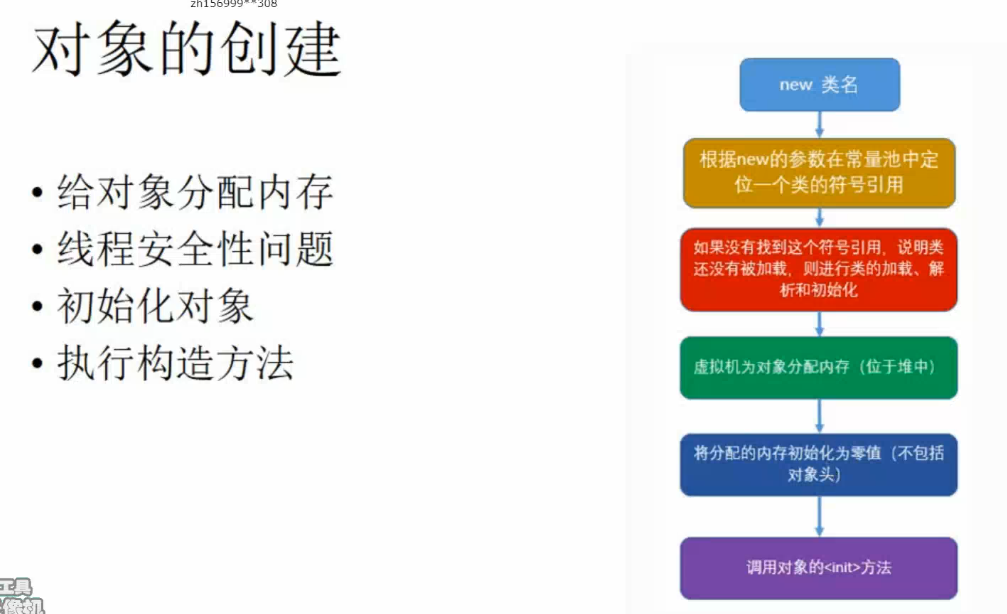 zh156999**308
对象的创建
• 给对象分配内存
• 线程安全性问题
• 初始化对象
• 执行构造方法
new 类名
根据new的参数在常量池中定
位一个类的符号引用
如果没有找到这个符号引用，说明类
还没有被加载，则进行类的加载、解
析和初始化
虚拟机为对象分配内存（位于堆中）
将分配的内存初始化为零值（不包括
对象头）
调用对象的<init>方法
工具
像机